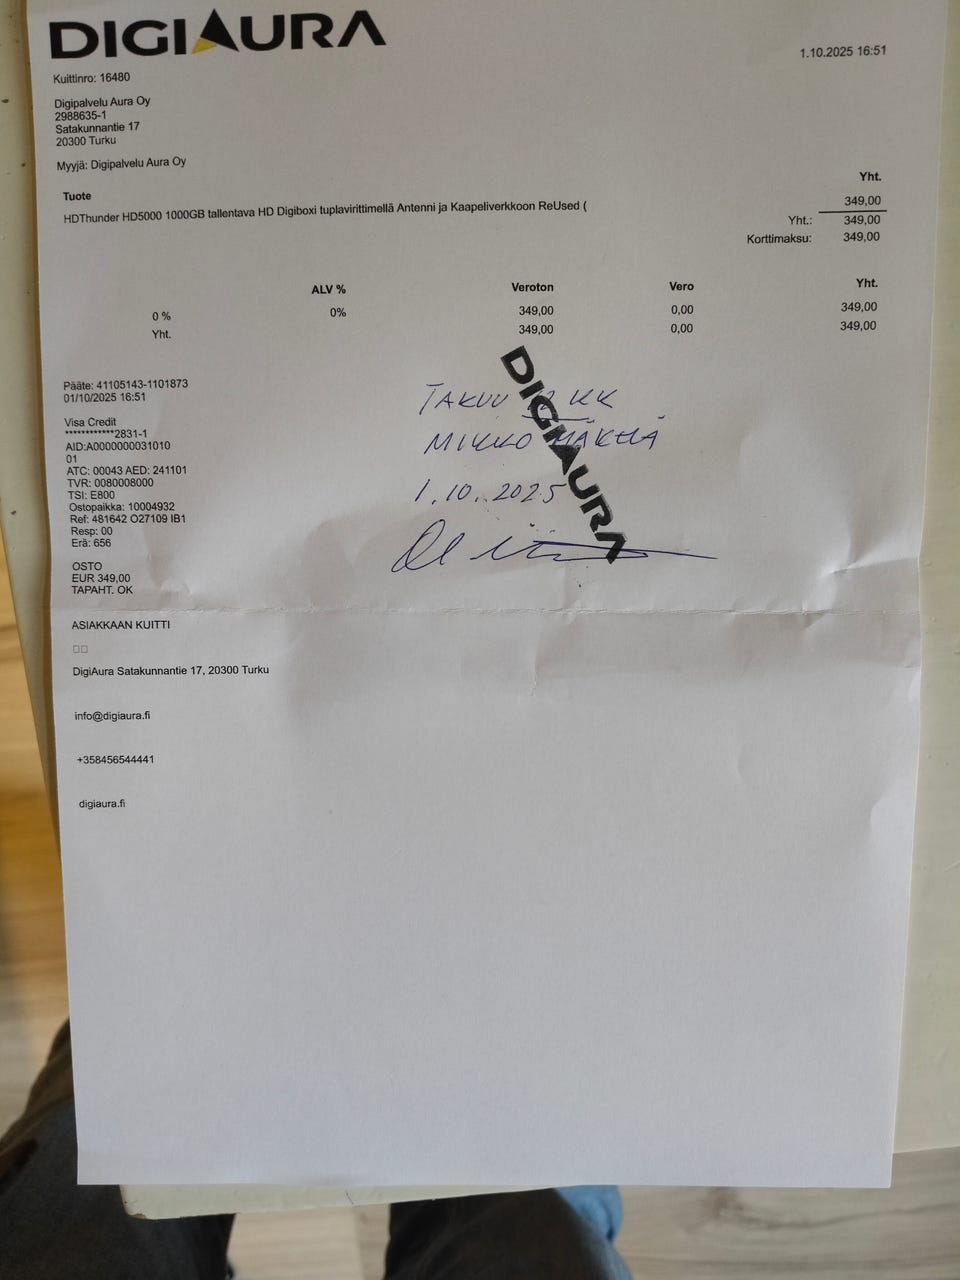 DIGIAURA
1.10.2025 16:51
Kuittinro: 16480
Digipalvelu Aura Oy
2988635-1
Satakunnantie 17
20300 Turku
Myyjä: Digipalvelu Aura Oy
Tuote Yht.
HDThunder HD5000 1000GB tallentava HD Digiboxi tuplavirittimellä Antenni ja Kaapeliverkkoon ReUsed ( 349,00
Yht.: 349,00
Korttimaksu: 349,00
ALV % Veroton Vero Yht.
0 % 0% 349,00 0,00 349,00
Yht. 349,00 0,00 349,00
Pääte: 41105143-1101873
01/10/2025 16:51
Visa Credit
************2831-1
AID:A0000000031010
01
ATC: 00043 AED: 241101
TVR: 0080008000
TSI: E800
Ostopaikka: 10004932
Ref: 481642 O27109 IB1
Resp: 00
Erä: 656
OSTO
EUR 349,00
TAPAHT. OK
TAKUU KK
MIKKO
1.10.2025
DIGIAURA
ASIAKKAAN KUITTI
DigiAura Satakunnantie 17, 20300 Turku
info@digiaura.fi
+358456544441
digiaura.fi